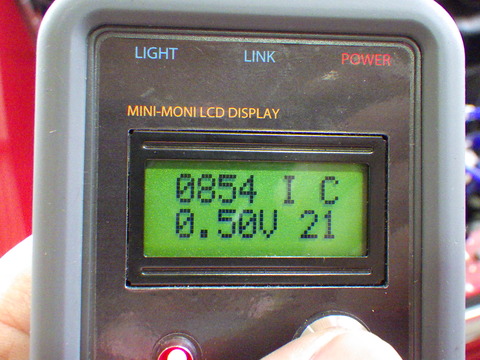 LIGHT LINK POWER
MINI-MONI LCD DISPLAY
0854 I C
0.50V 21